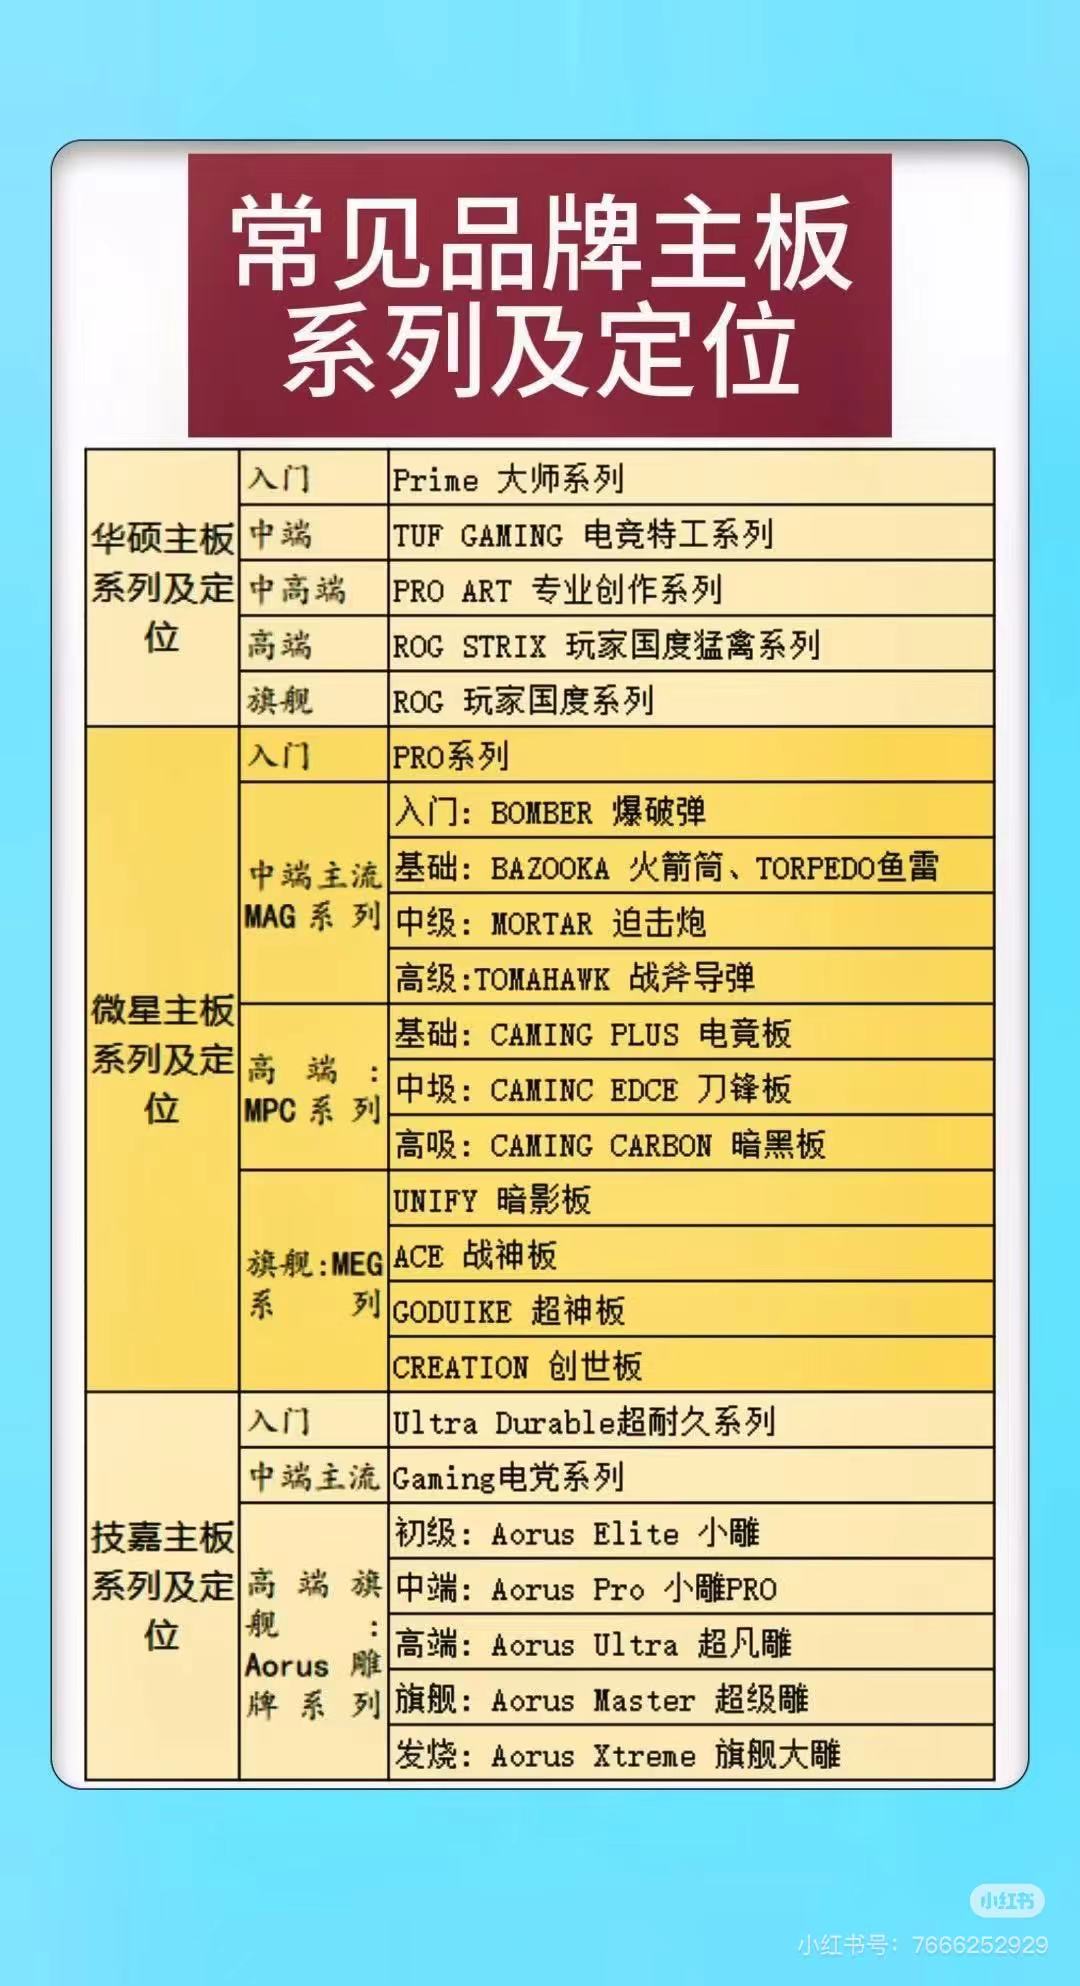 常见品牌主板
系列及定位
华硕主板
系列及定
位
入门
Prime 大师系列
中端
TUF GAMING 电竞特工系列
中高端
PRO ART 专业创作系列
高端
ROG STRIX 玩家国度猛禽系列
旗舰
ROG 玩家国度系列
微星主板
系列及定
位
入门
PRO系列
中端主流
MAG 系列
入门: BOMBER 爆破弹
基础: BAZOOKA 火箭筒、TORPEDO鱼雷
中级: MORTAR 迫击炮
高级:TOMAHAWK 战斧导弹
高端:
MPC 系列
基础: CAMING PLUS 电竟板
中圾: CAMINC EDCE 刀锋板
高吸: CAMING CARBON 暗黑板
旗舰:MEG
系列
UNIFY 暗影板
ACE 战神板
GODUIKE 超神板
CREATION 创世板
技嘉主板
系列及定
位
入门
Ultra Durable超耐久系列
中端主流
Gaming电党系列
高端旗
舰:
Aorus 雕
牌系列
初级: Aorus Elite 小雕
中端: Aorus Pro 小雕PRO
高端: Aorus Ultra 超凡雕
旗舰: Aorus Master 超级雕
发烧: Aorus Xtreme 旗舰大雕
小红书
小红书号: 7666252929